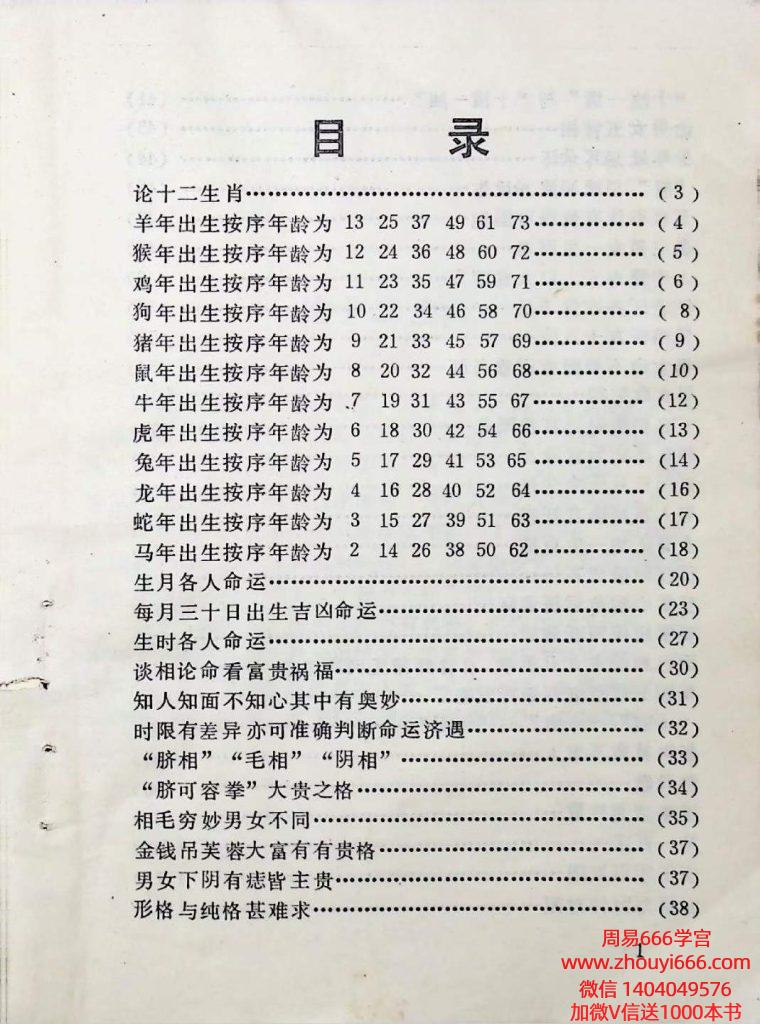 目 录
论十二生肖……………………………………………(3)
羊年出生按序年龄为 13 25 37 49 61 73…………(4)
猴年出生按序年龄为 12 24 36 48 60 72…………(5)
鸡年出生按序年龄为 11 23 35 47 59 71…………(6)
狗年出生按序年龄为 10 22 34 46 58 70…………(8)
猪年出生按序年龄为 9 21 33 45 57 69…………(9)
鼠年出生按序年龄为 8 20 32 44 56 68…………(10)
牛年出生按序年龄为 7 19 31 43 55 67…………(12)
虎年出生按序年龄为 6 18 30 42 54 66…………(13)
兔年出生按序年龄为 5 17 29 41 53 65…………(14)
龙年出生按序年龄为 4 16 28 40 52 64…………(16)
蛇年出生按序年龄为 3 15 27 39 51 63…………(17)
马年出生按序年龄为 2 14 26 38 50 62…………(18)
生月各人命运…………………………………………(20)
每月三十日出生吉凶命运……………………………(23)
生时各人命运…………………………………………(27)
谈相论命看富贵祸福…………………………………(30)
知人知面不知心其中有奥妙…………………………(31)
时限有差异亦可准确判断命运济遇…………………(32)
“脐相”“毛相”“阴相”……………………………(33)
“脐可容拳”大贵之格………………………………(34)
相毛穷妙男女不同……………………………………(35)
金钱吊芙蓉大富有有贵格……………………………(37)
男女下阴有痣皆主贵…………………………………(37)
形格与纯格甚难求……………………………………(38)
1
周易666学宫
www.zhouyi666.com
微信 1404049576
加微V信送1000本书